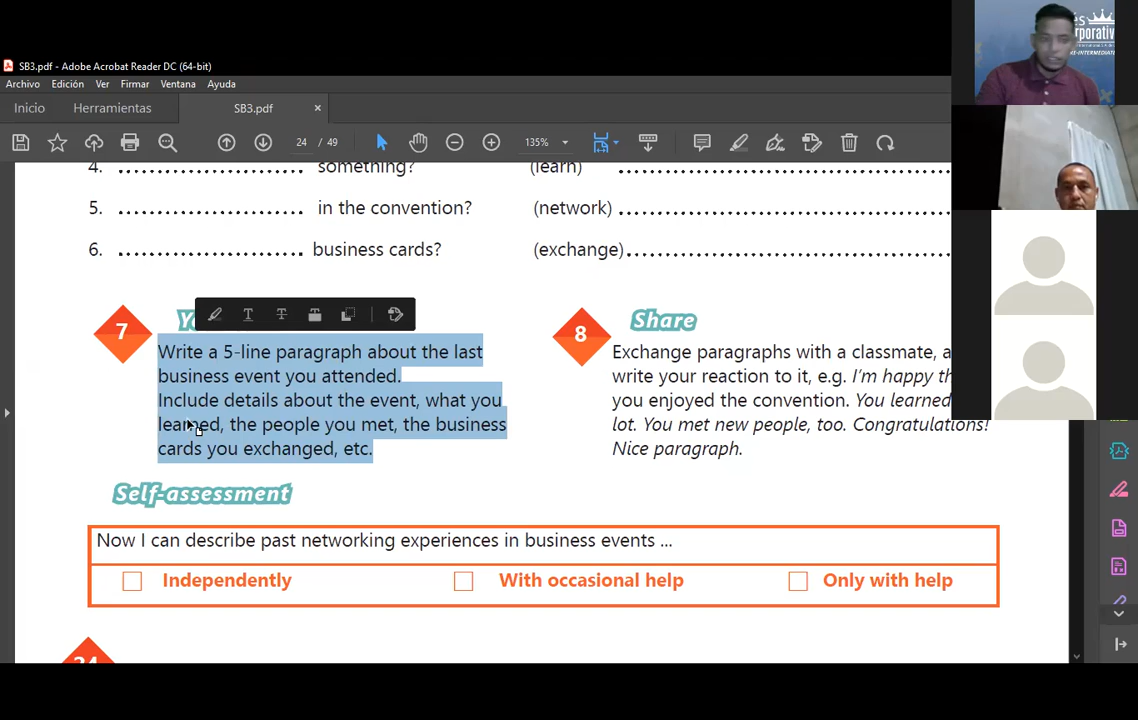 SB3.pdf - Adobe Acrobat Reader DC (64-bit)
Archivo Edición Ver Firmar Ventana Ayuda
Inicio Herramientas SB3.pdf ×
24 / 49 135%
4. something? (learn)
5. in the convention? (network)
6. business cards? (exchange)
7
Write a 5-line paragraph about the last
business event you attended.
Include details about the event, what you
learned, the people you met, the business
cards you exchanged, etc.
8 Share
Exchange paragraphs with a classmate, a
write your reaction to it, e.g. I'm happy th
you enjoyed the convention. You learned
lot. You met new people, too. Congratulations!
Nice paragraph.
Self-assessment
Now I can describe past networking experiences in business events ...
Independently With occasional help Only with help